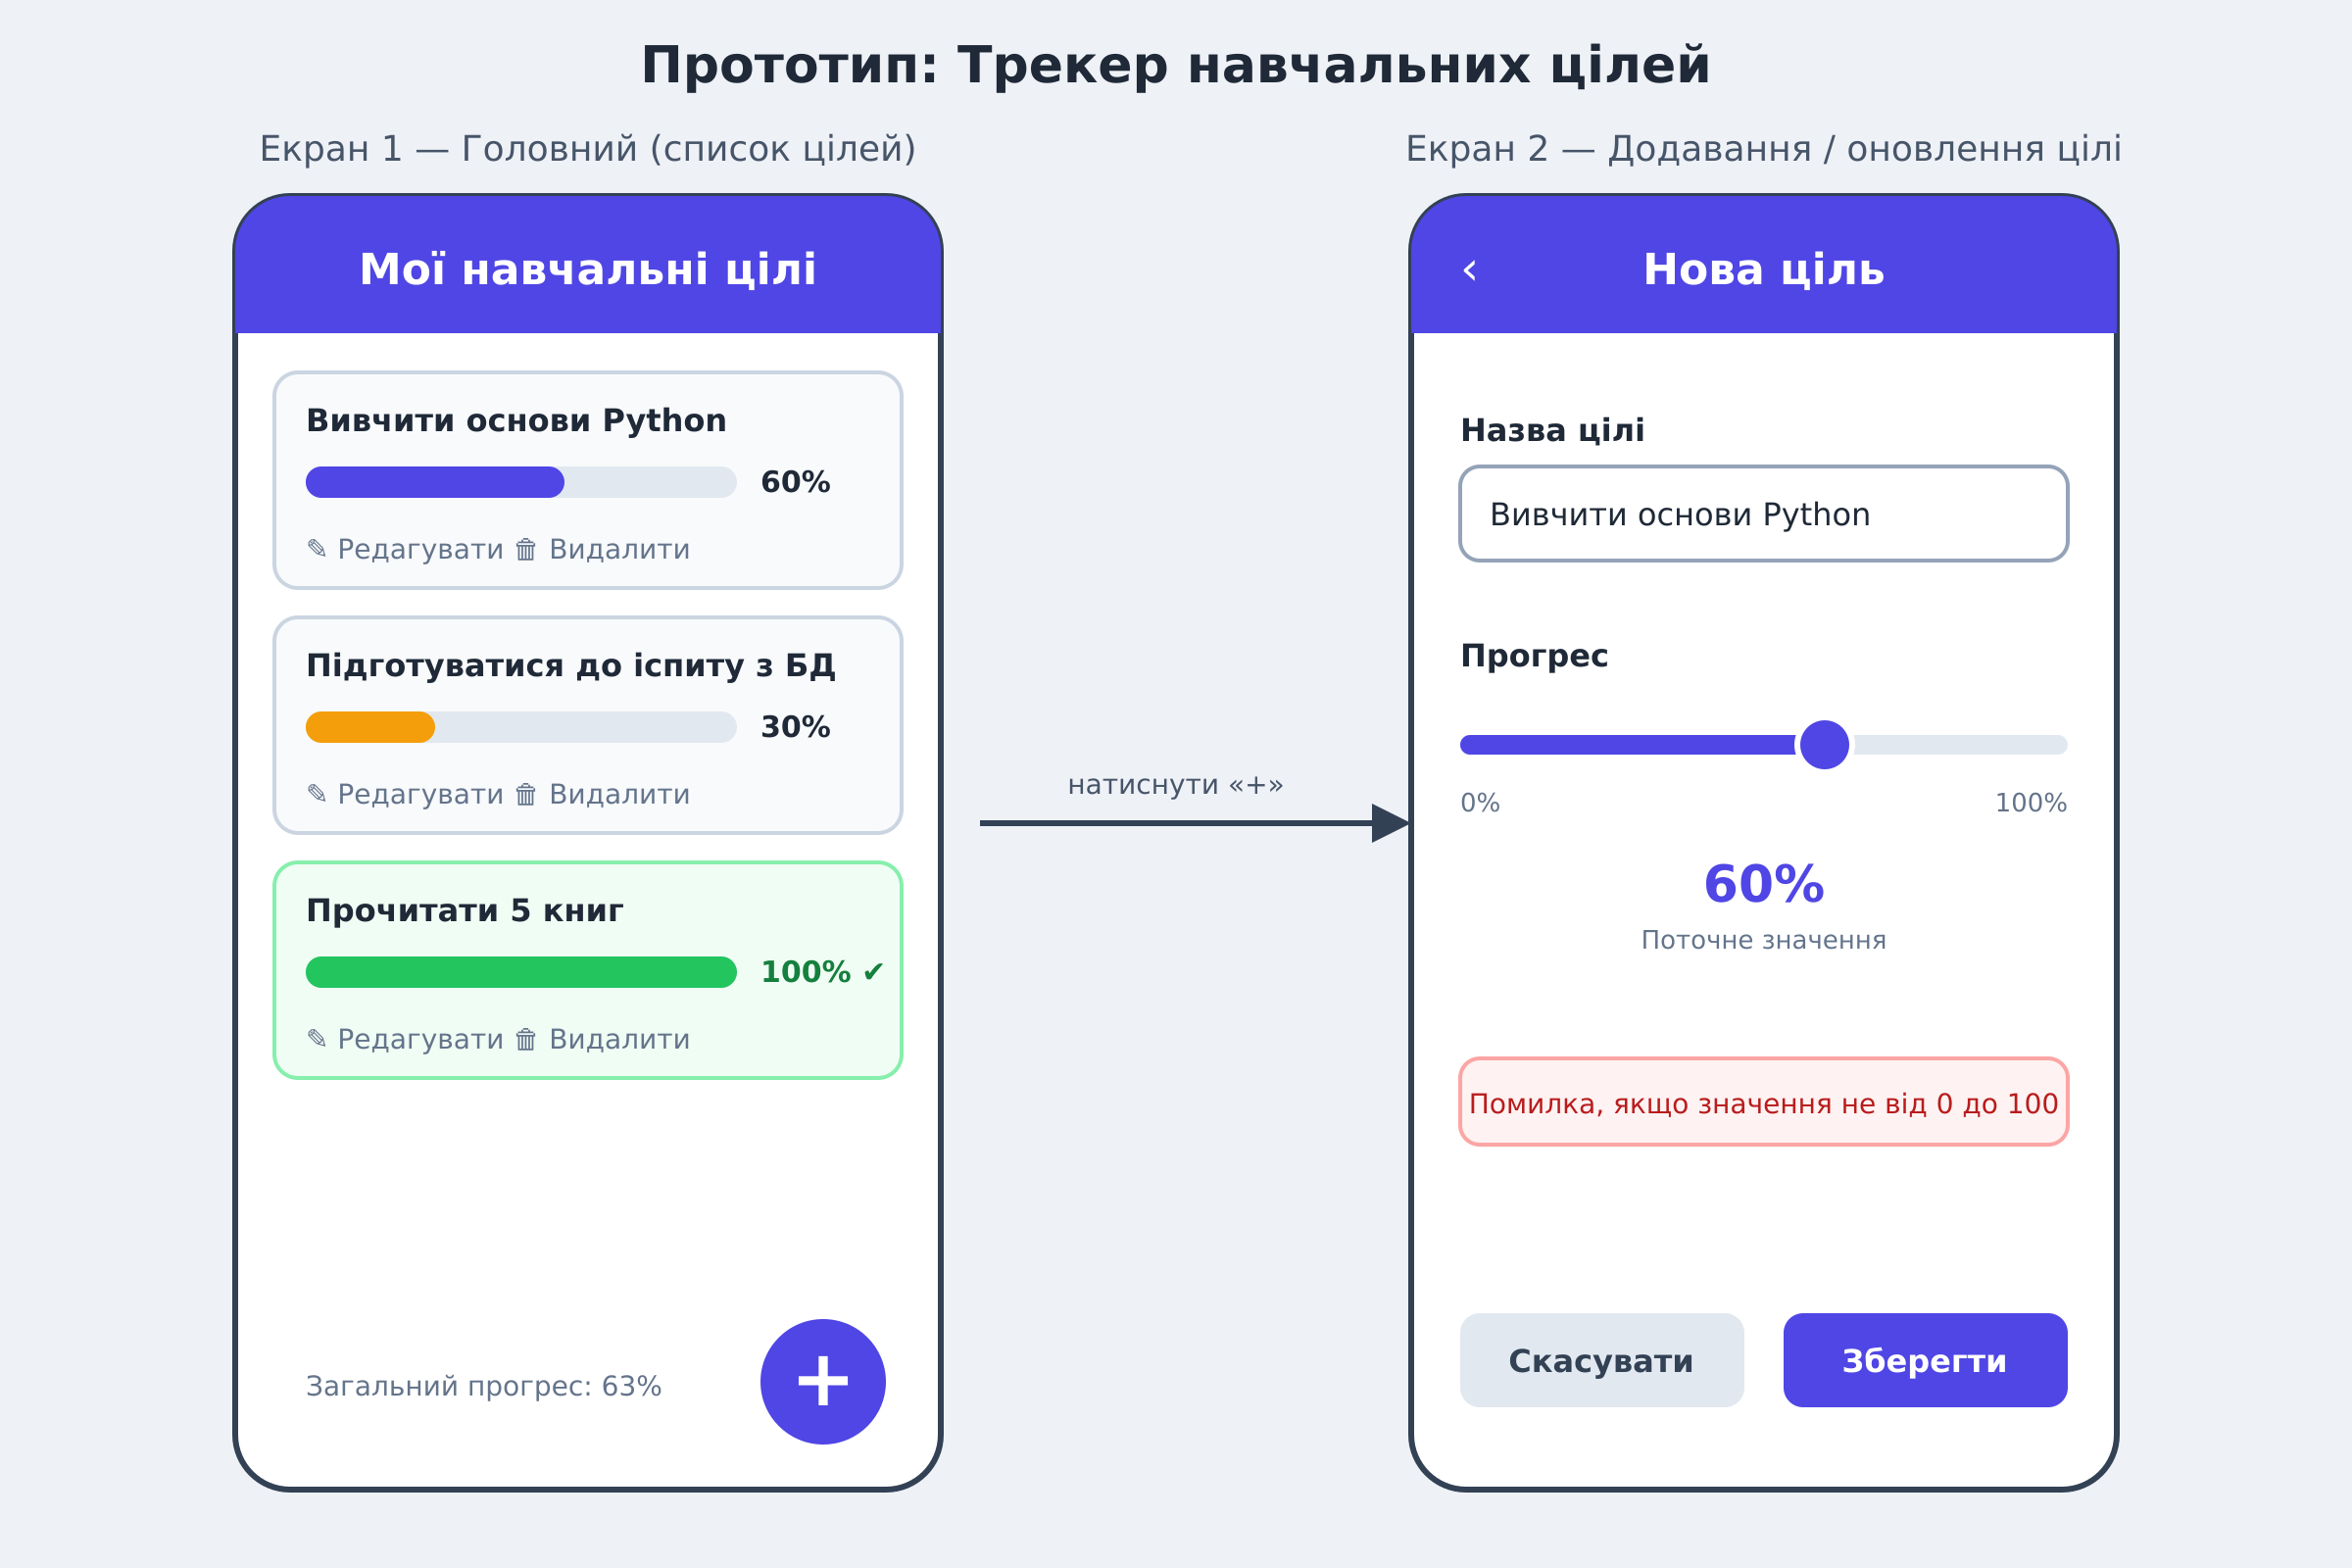 Прототип: Трекер навчальних цілей
Екран 1 — Головний (список цілей)
Мої навчальні цілі
Вивчити основи Python
60%
✎ Редагувати 🗑 Видалити
Підготуватися до іспиту з БД
30%
✎ Редагувати 🗑 Видалити
Прочитати 5 книг
100% ✔
✎ Редагувати 🗑 Видалити
Загальний прогрес: 63%
+
натиснути «+»
Екран 2 — Додавання / оновлення цілі
‹ Нова ціль
Назва цілі
Вивчити основи Python
Прогрес
0% 100%
60%
Поточне значення
Помилка, якщо значення не від 0 до 100
Скасувати Зберегти